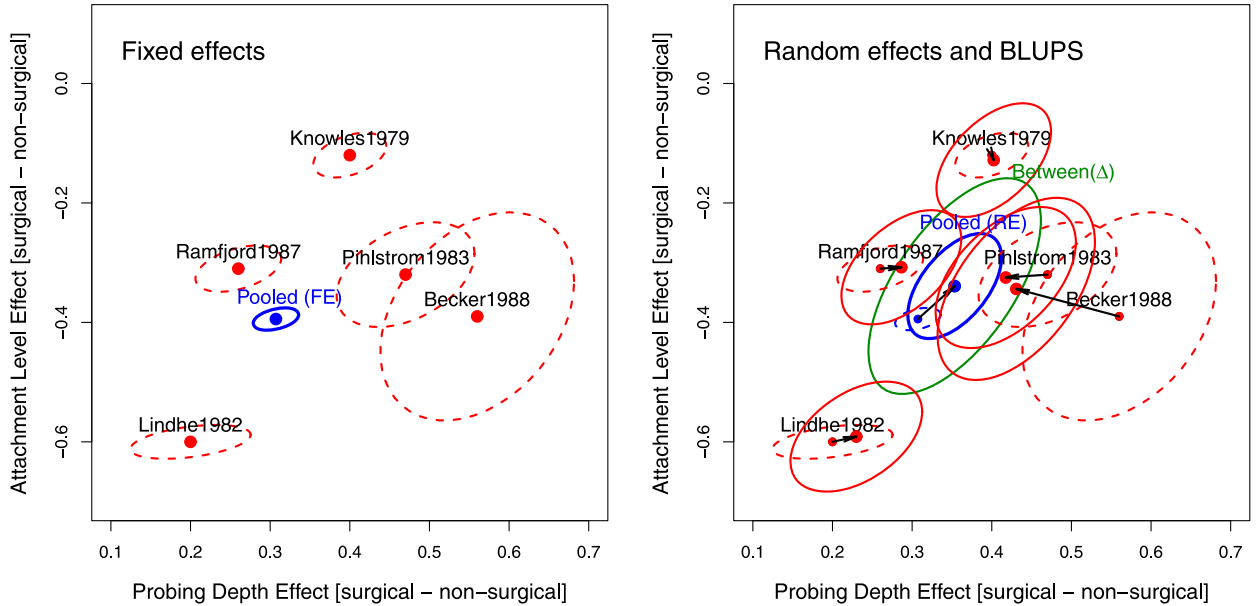 Fixed effects
Knowles1979
Ramfjord1987
Pihlstrom1983
Pooled (FE)
Becker1988
Lindhe1982
0.0
−0.2
−0.4
−0.6
Attachment Level Effect [surgical − non−surgical]
0.1 0.2 0.3 0.4 0.5 0.6 0.7
Probing Depth Effect [surgical − non−surgical]
Random effects and BLUPS
Knowles1979
Between(Δ)
Pooled (RE)
Ramfjord1987
Pihlstrom1983
Becker1988
Lindhe1982
0.0
−0.2
−0.4
−0.6
Attachment Level Effect [surgical − non−surgical]
0.1 0.2 0.3 0.4 0.5 0.6 0.7
Probing Depth Effect [surgical − non−surgical]